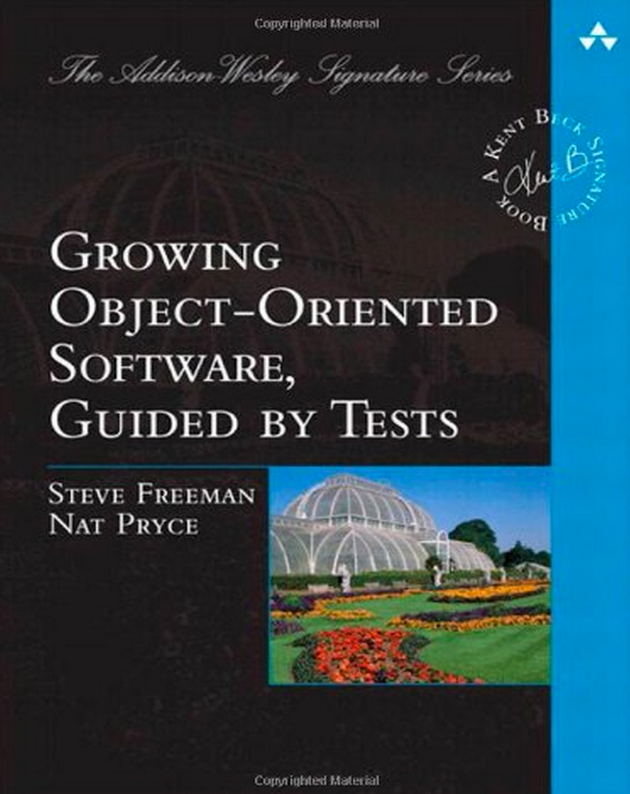 Copyrighted Material
The Addison-Wesley Signature Series
A KENT BECK SIGNATURE BOOK
GROWING
OBJECT-ORIENTED
SOFTWARE,
GUIDED BY TESTS
STEVE FREEMAN
NAT PRYCE
Copyrighted Material